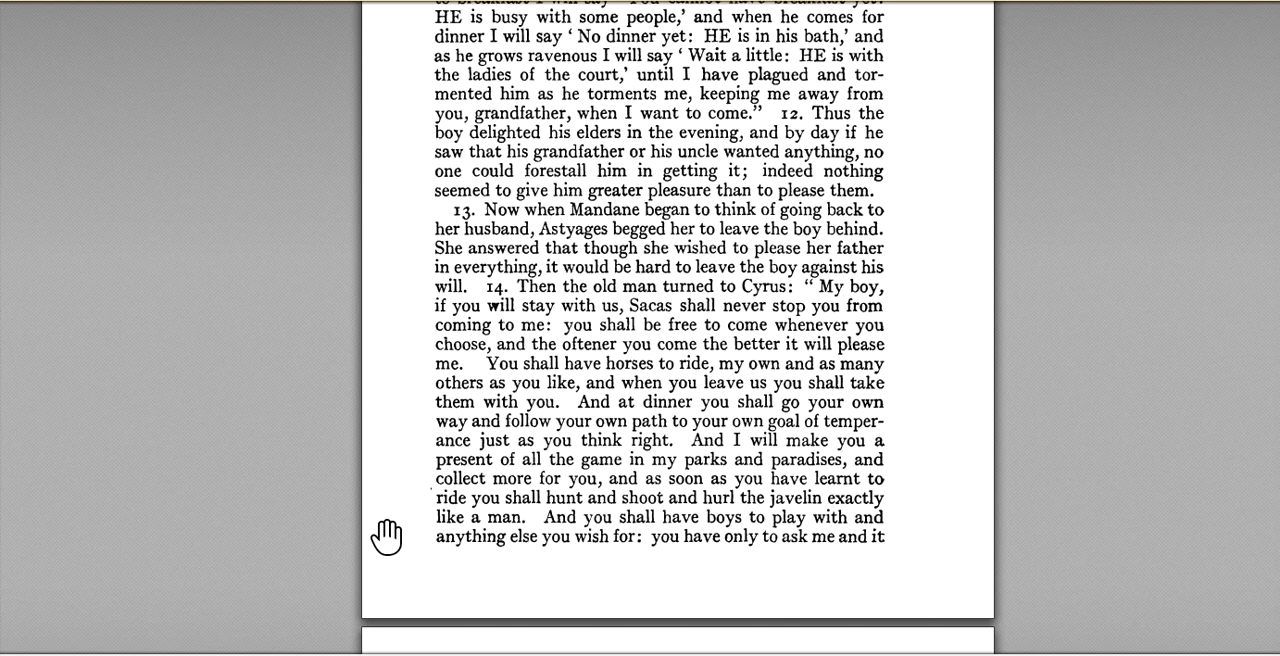 HE is busy with some people,’ and when he comes for
dinner I will say ‘ No dinner yet: HE is in his bath,’ and
as he grows ravenous I will say ‘ Wait a little: HE is with
the ladies of the court,’ until I have plagued and tor-
mented him as he torments me, keeping me away from
you, grandfather, when I want to come.” 12. Thus the
boy delighted his elders in the evening, and by day if he
saw that his grandfather or his uncle wanted anything, no
one could forestall him in getting it; indeed nothing
seemed to give him greater pleasure than to please them.
13. Now when Mandane began to think of going back to
her husband, Astyages begged her to leave the boy behind.
She answered that though she wished to please her father
in everything, it would be hard to leave the boy against his
will. 14. Then the old man turned to Cyrus: “ My boy,
if you will stay with us, Sacas shall never stop you from
coming to me: you shall be free to come whenever you
choose, and the oftener you come the better it will please
me. You shall have horses to ride, my own and as many
others as you like, and when you leave us you shall take
them with you. And at dinner you shall go your own
way and follow your own path to your own goal of temper-
ance just as you think right. And I will make you a
present of all the game in my parks and paradises, and
collect more for you, and as soon as you have learnt to
ride you shall hunt and shoot and hurl the javelin exactly
like a man. And you shall have boys to play with and
anything else you wish for: you have only to ask me and it